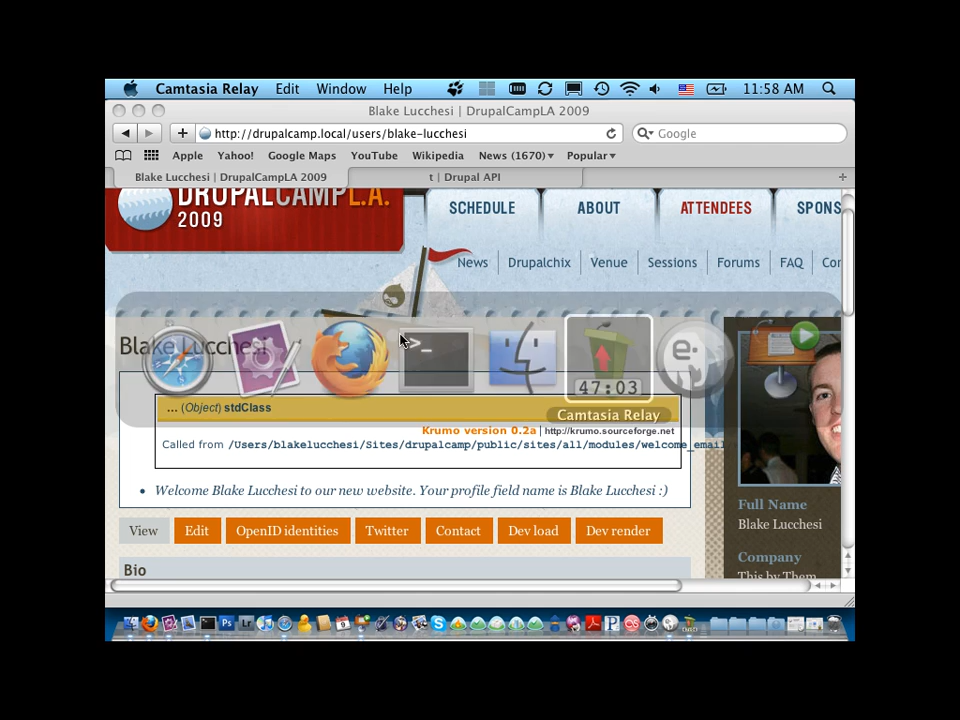 Camtasia Relay Edit Window Help 11:58 AM
Blake Lucchesi | DrupalCampLA 2009
http://drupalcamp.local/users/blake-lucchesi Google
Apple Yahoo! Google Maps YouTube Wikipedia News (1670) Popular
Blake Lucchesi | DrupalCampLA 2009 t | Drupal API
DRUPALCAMP L.A.
2009
SCHEDULE ABOUT ATTENDEES SPONS
News Drupalchix Venue Sessions Forums FAQ Cor
Blake Lucchesi
>_
e.
47:03
Camtasia Relay
... (Object) stdClass
Krumo version 0.2a | http://krumo.sourceforge.net
Called from /Users/blakelucchesi/Sites/drupalcamp/public/sites/all/modules/welcome_email
• Welcome Blake Lucchesi to our new website. Your profile field name is Blake Lucchesi :)
View Edit OpenID identities Twitter Contact Dev load Dev render
Bio
Full Name
Blake Lucchesi
Company
This by Them